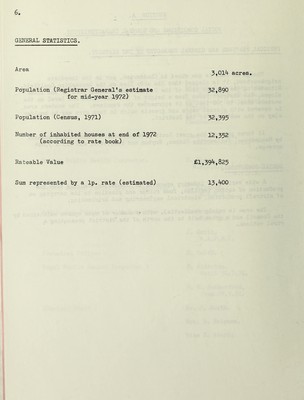 6.
GENERAL STATISTICS.
Area
3,014 acres.
Population (Registrar General's estimate 32,890
for mid-year 1972)
Population (Census, 1971) 32,395
Number of inhabited houses at end of 1972 12,352
(according to rate book)
Rateable Value £1,394,825
Sum represented by a 1p. rate (estimated) 13,400